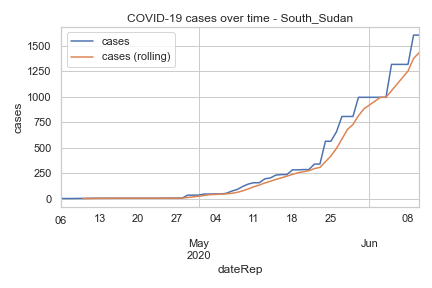 COVID-19 cases over time - South_Sudan
cases
cases (rolling)
1500
1250
1000
750
500
250
0
cases
06 13 20 27 04 11 18 25 08
May Jun
2020
dateRep